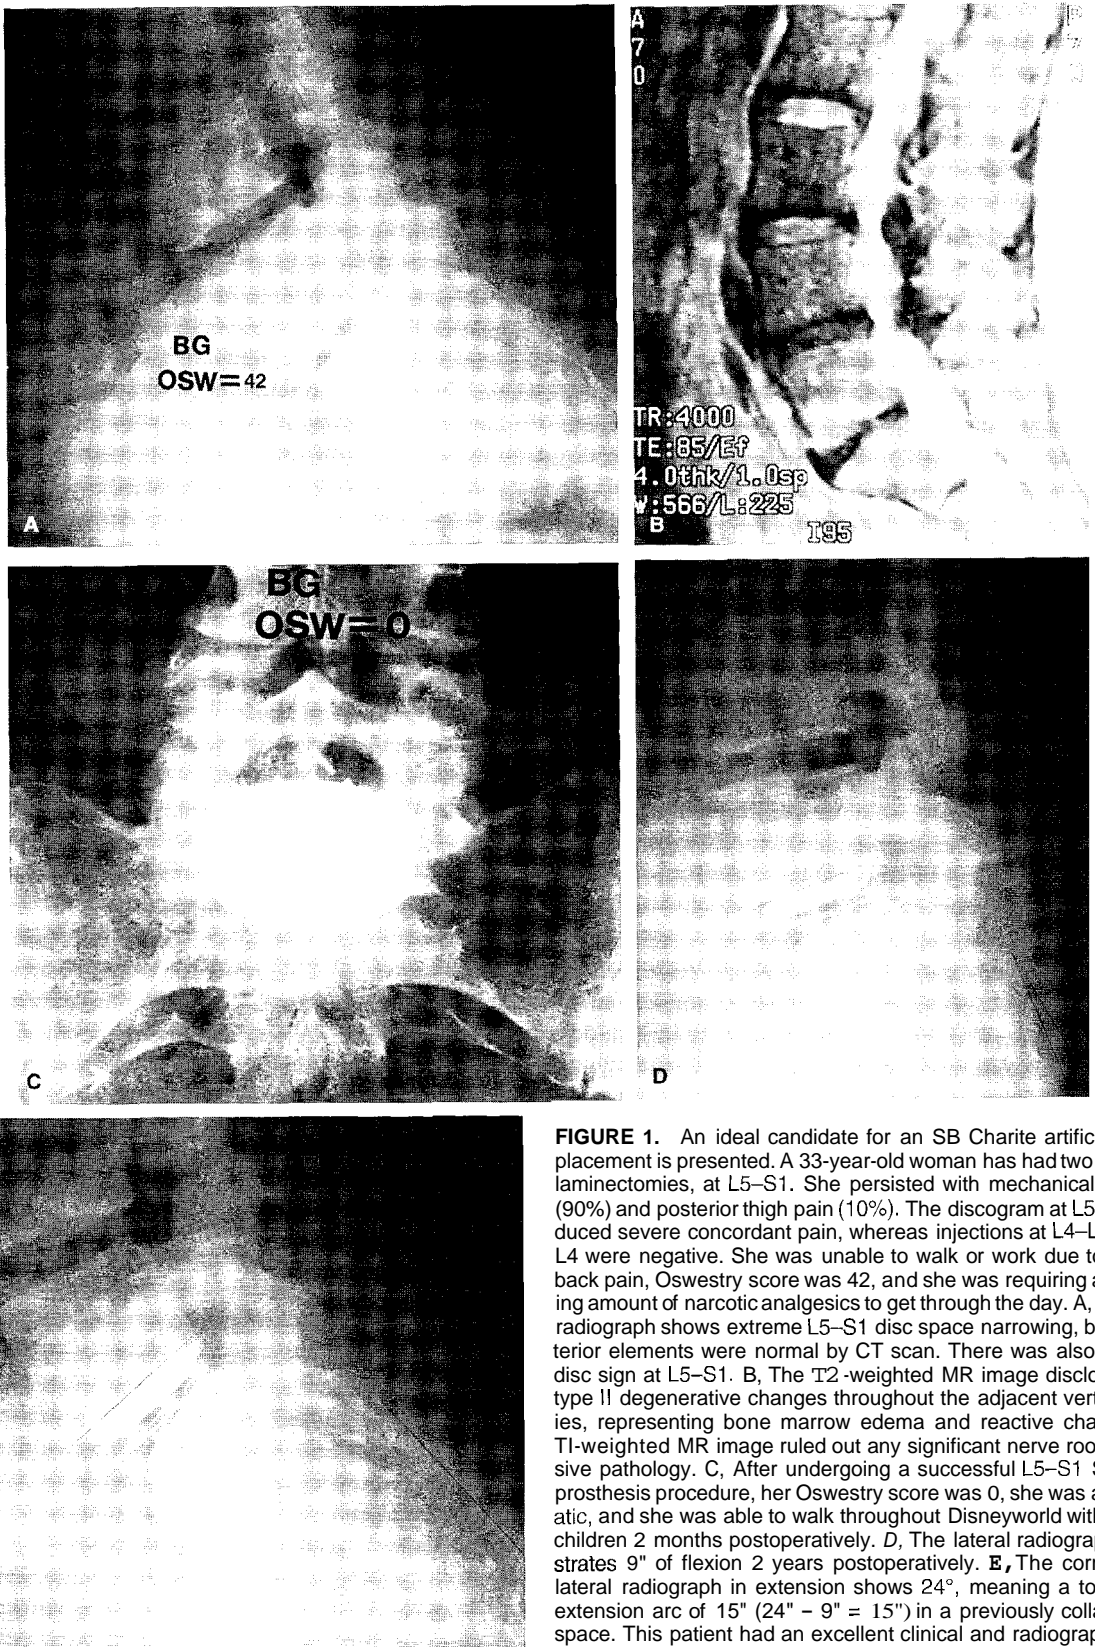 BG
OSW=42
A
A
7
0
TR:4000
TE:85/Ef
4.0thk/1.0sp
W:566/L:225
B
I95
BG
OSW=0
C
D
FIGURE 1. An ideal candidate for an SB Charite artific
placement is presented. A 33-year-old woman has had two
laminectomies, at L5–S1. She persisted with mechanical
(90%) and posterior thigh pain (10%). The discogram at L5
duced severe concordant pain, whereas injections at L4–L
L4 were negative. She was unable to walk or work due to
back pain, Oswestry score was 42, and she was requiring a
ing amount of narcotic analgesics to get through the day. A,
radiograph shows extreme L5–S1 disc space narrowing, b
terior elements were normal by CT scan. There was also
disc sign at L5–S1. B, The T2-weighted MR image disclo
type II degenerative changes throughout the adjacent vert
ies, representing bone marrow edema and reactive cha
TI-weighted MR image ruled out any significant nerve roo
sive pathology. C, After undergoing a successful L5–S1 S
prosthesis procedure, her Oswestry score was 0, she was a
atic, and she was able to walk throughout Disneyworld with
children 2 months postoperatively. D, The lateral radiograp
strates 9" of flexion 2 years postoperatively. E, The corr
lateral radiograph in extension shows 24°, meaning a to
extension arc of 15" (24" – 9" = 15") in a previously colla
space. This patient had an excellent clinical and radiograp